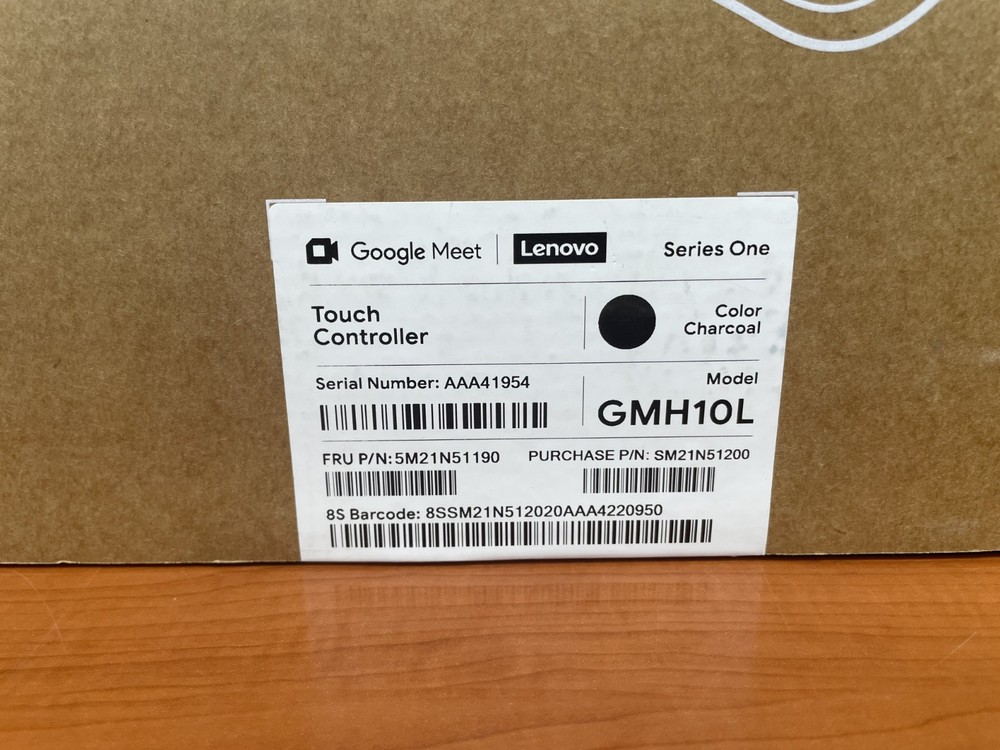 Google Meet Lenovo Series One
Touch
Controller
Color
Charcoal
Serial Number: AAA41954
Model
GMH10L
FRU P/N:5M21N51190 PURCHASE P/N: SM21N51200
8S Barcode: 8SSM21N512020AAA4220950